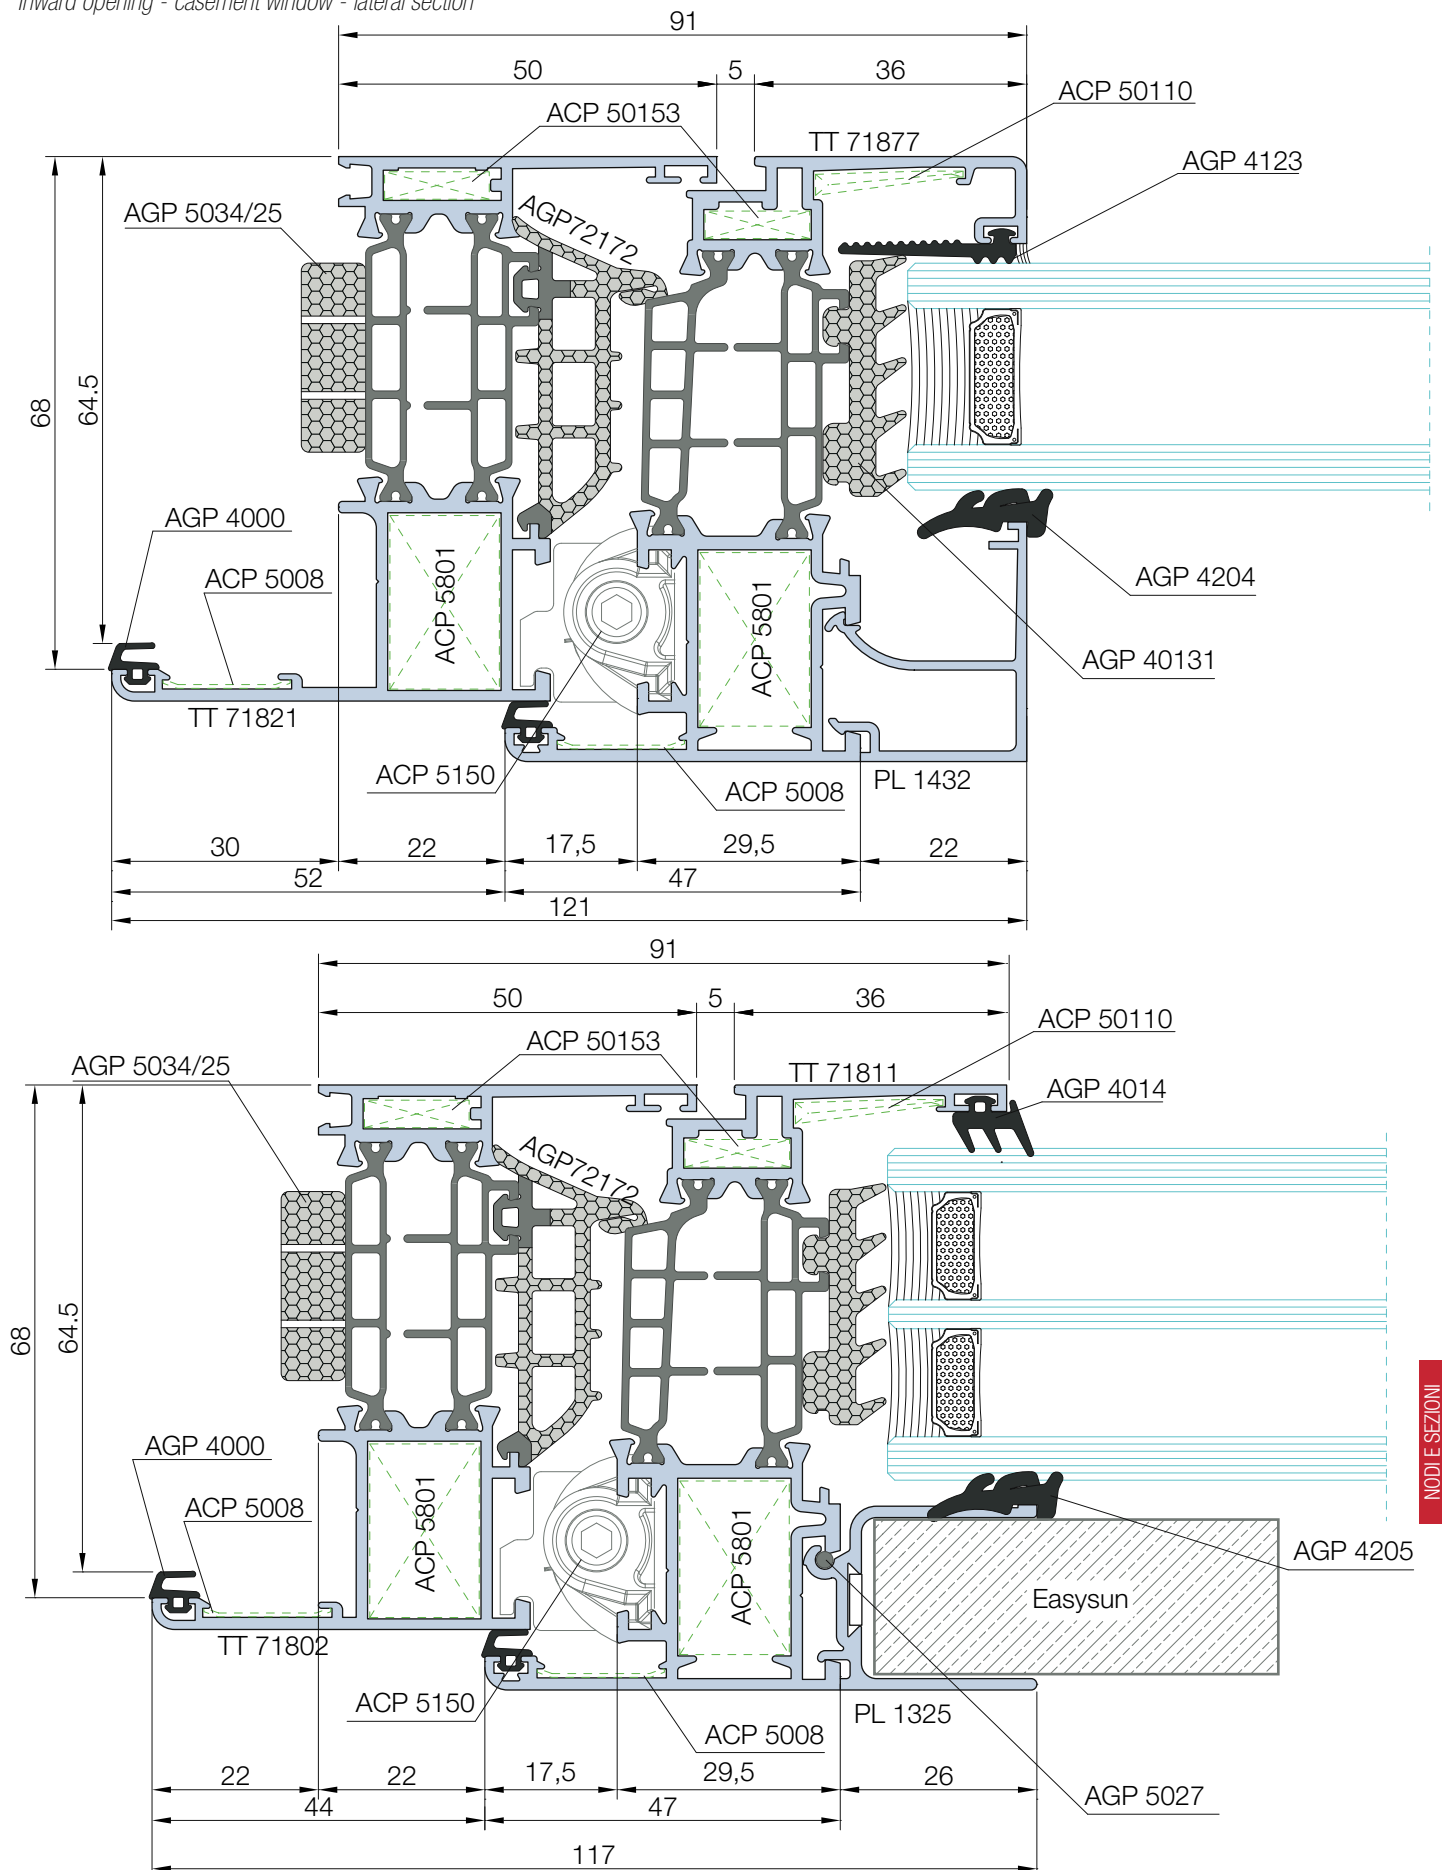 Inward opening - casement window - lateral section
91
50
5
36
ACP 50110
ACP 50153
TT 71877
AGP 4123
AGP 5034/25
AGP72172
68
64.5
AGP 4000
ACP 5008
ACP 5801
ACP 5801
AGP 4204
AGP 40131
TT 71821
ACP 5150
ACP 5008
PL 1432
30
22
17,5
29,5
22
52
47
121
91
50
5
36
ACP 50110
ACP 50153
TT 71811
AGP 5034/25
AGP 4014
AGP72172
68
64.5
NODI E SEZIONI
AGP 4000
ACP 5008
ACP 5801
ACP 5801
AGP 4205
Easysun
TT 71802
ACP 5150
ACP 5008
PL 1325
22
22
17,5
29,5
26
AGP 5027
44
47
117